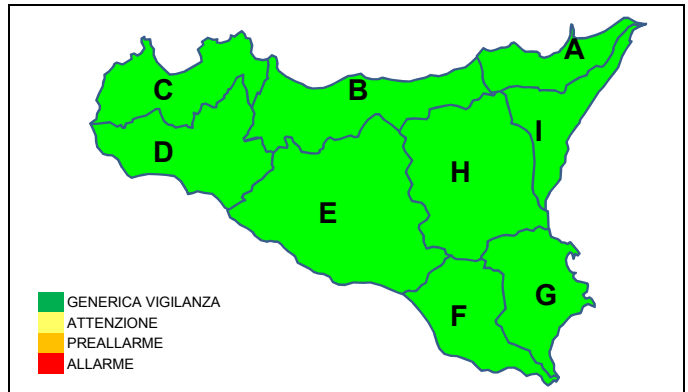 A
C
B
I
D
H
E
G
F
GENERICA VIGILANZA
ATTENZIONE
PREALLARME
ALLARME